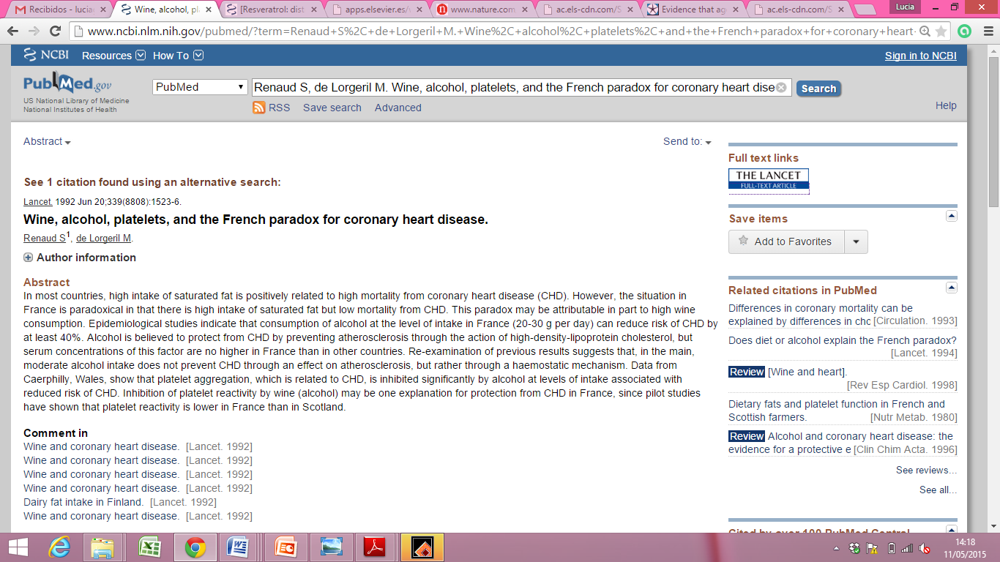 Recibidos - lucia
Wine, alcohol, pl
[Resveratrol: dist
apps.elsevier.es/
www.nature.com
ac.els-cdn.com/S
Evidence that ag
ac.els-cdn.com/S
Lucia
www.ncbi.nlm.nih.gov/pubmed/?term=Renaud+S%2C+de+Lorgeril+M.+Wine%2C+alcohol%2C+platelets%2C+and+the+French+paradox+for+coronary+heart-
NCBI Resources How To Sign in to NCBI
PubMed.gov
US National Library of Medicine
National Institutes of Health
PubMed
Renaud S, de Lorgeril M. Wine, alcohol, platelets, and the French paradox for coronary heart dise
Search
RSS Save search Advanced
Help
Abstract
Send to:
See 1 citation found using an alternative search:
Lancet. 1992 Jun 20;339(8808):1523-6.
Wine, alcohol, platelets, and the French paradox for coronary heart disease.
Renaud S1, de Lorgeril M.
Author information
Abstract
In most countries, high intake of saturated fat is positively related to high mortality from coronary heart disease (CHD). However, the situation in
France is paradoxical in that there is high intake of saturated fat but low mortality from CHD. This paradox may be attributable in part to high wine
consumption. Epidemiological studies indicate that consumption of alcohol at the level of intake in France (20-30 g per day) can reduce risk of CHD by
at least 40%. Alcohol is believed to protect from CHD by preventing atherosclerosis through the action of high-density-lipoprotein cholesterol, but
serum concentrations of this factor are no higher in France than in other countries. Re-examination of previous results suggests that, in the main,
moderate alcohol intake does not prevent CHD through an effect on atherosclerosis, but rather through a haemostatic mechanism. Data from
Caerphilly, Wales, show that platelet aggregation, which is related to CHD, is inhibited significantly by alcohol at levels of intake associated with
reduced risk of CHD. Inhibition of platelet reactivity by wine (alcohol) may be one explanation for protection from CHD in France, since pilot studies
have shown that platelet reactivity is lower in France than in Scotland.
Comment in
Wine and coronary heart disease. [Lancet. 1992]
Wine and coronary heart disease. [Lancet. 1992]
Wine and coronary heart disease. [Lancet. 1992]
Wine and coronary heart disease. [Lancet. 1992]
Dairy fat intake in Finland. [Lancet. 1992]
Wine and coronary heart disease. [Lancet. 1992]
Full text links
THE LANCET
FULL-TEXT ARTICLE
Save items
Add to Favorites
Related citations in PubMed
Differences in coronary mortality can be
explained by differences in chc [Circulation. 1993]
Does diet or alcohol explain the French paradox?
[Lancet. 1994]
Review [Wine and heart].
[Rev Esp Cardiol. 1998]
Dietary fats and platelet function in French and
Scottish farmers. [Nutr Metab. 1980]
Review Alcohol and coronary heart disease: the
evidence for a protective e [Clin Chim Acta. 1996]
See reviews...
See all...
Cited by over 100 PubMed Central
14:18
11/05/2015